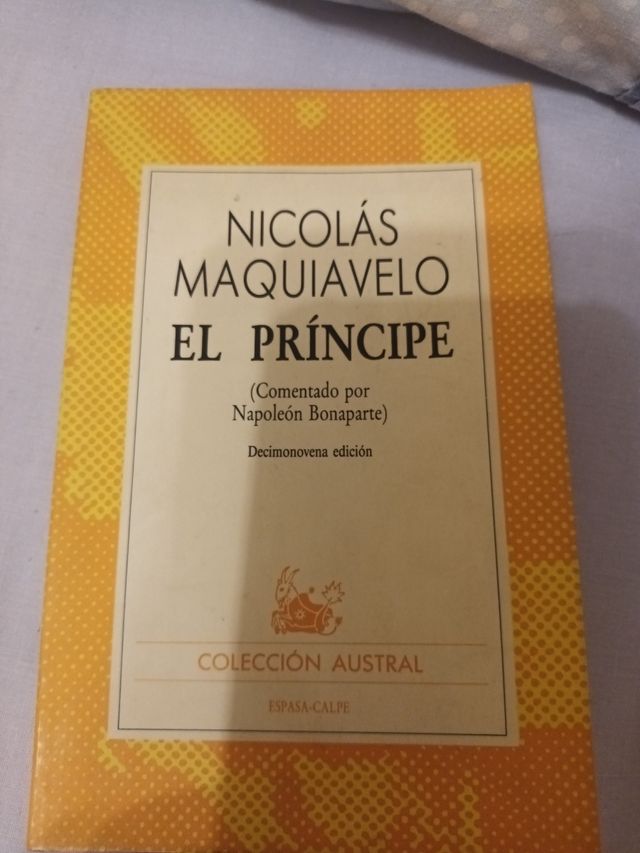 NICOLÁS
MAQUIAVELO
EL PRÍNCIPE
(Comentado por
Napoleón Bonaparte)
Decimonovena edición
COLECCIÓN AUSTRAL
ESPASA-CALPE